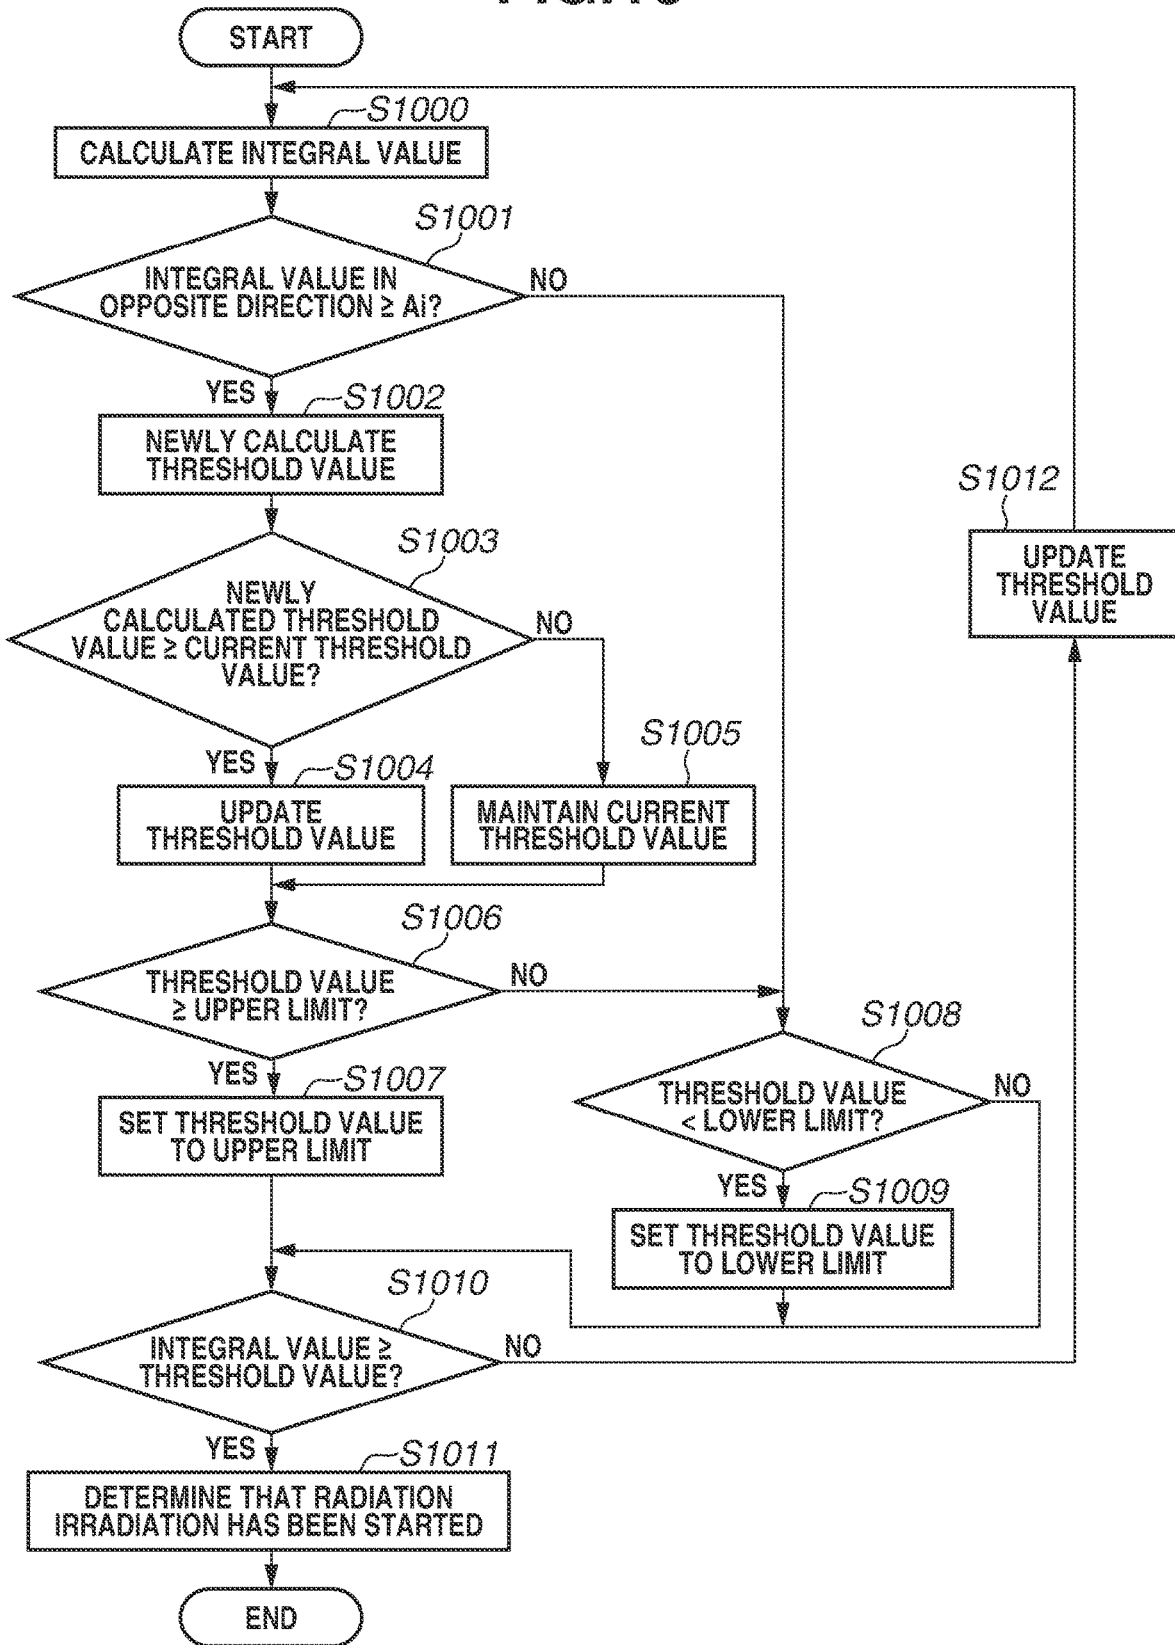 START
S1000
CALCULATE INTEGRAL VALUE
S1001
INTEGRAL VALUE IN
OPPOSITE DIRECTION ≥ Ai?
NO
YES
S1002
NEWLY CALCULATE
THRESHOLD VALUE
S1012
UPDATE
THRESHOLD
VALUE
S1003
NEWLY
CALCULATED THRESHOLD
VALUE ≥ CURRENT THRESHOLD
VALUE?
NO
YES
S1004
UPDATE
THRESHOLD VALUE
S1005
MAINTAIN CURRENT
THRESHOLD VALUE
S1006
THRESHOLD VALUE
≥ UPPER LIMIT?
NO
YES
S1007
SET THRESHOLD VALUE
TO UPPER LIMIT
S1008
THRESHOLD VALUE
< LOWER LIMIT?
NO
YES
S1009
SET THRESHOLD VALUE
TO LOWER LIMIT
S1010
INTEGRAL VALUE ≥
THRESHOLD VALUE?
NO
YES
S1011
DETERMINE THAT RADIATION
IRRADIATION HAS BEEN STARTED
END